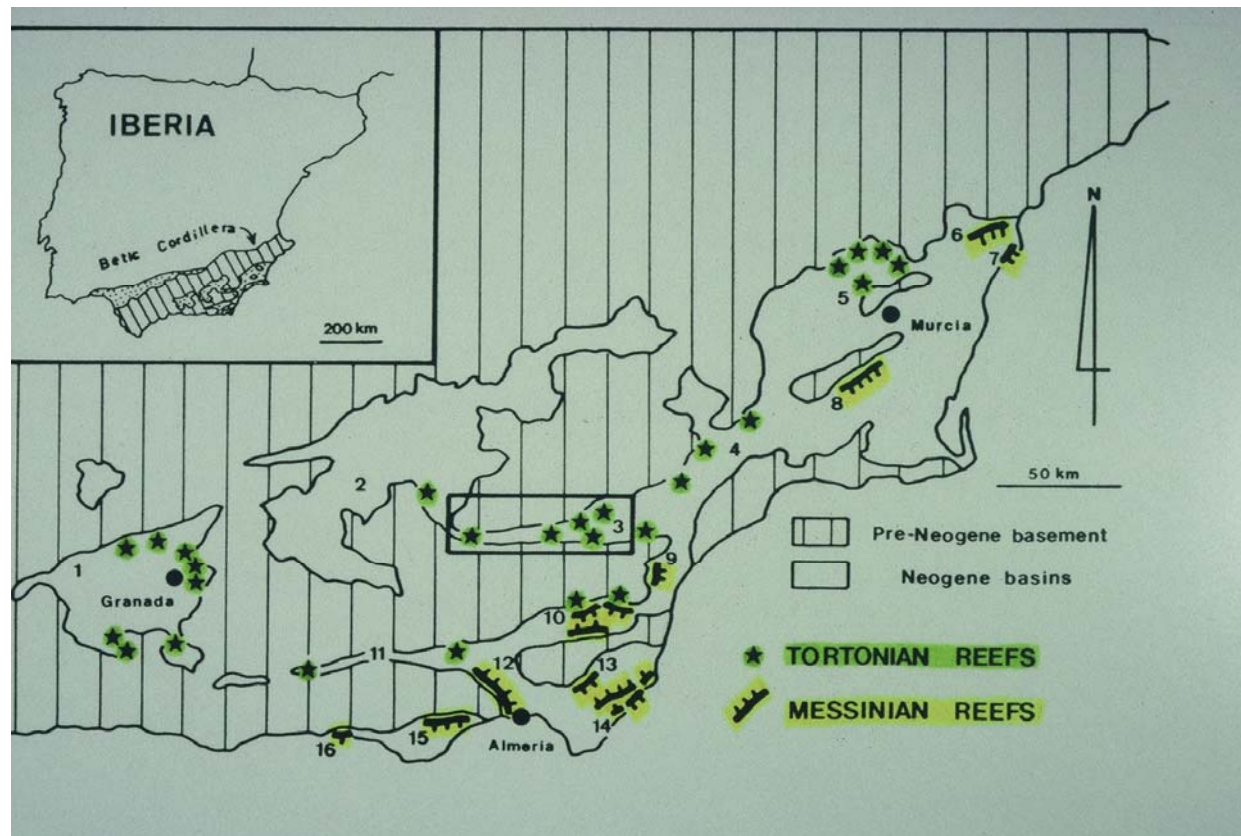 IBERIA
Betic Cordillera
200 km
N
6
7
5
Murcia
8
4
50 km
2
3
Pre-Neogene basement
1
9
Neogene basins
Granada
10
11
12
13
TORTONIAN REEFS
14
MESSINIAN REEFS
15
16
Almeria